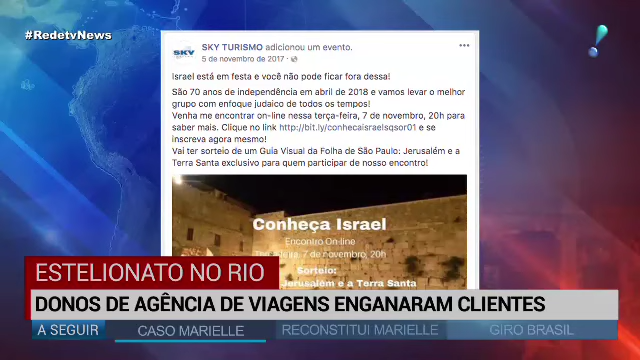 #RedetvNews
SKY SKY TURISMO adicionou um evento.
5 de novembro de 2017
Israel está em festa e você não pode ficar fora dessa!
São 70 anos de independência em abril de 2018 e vamos levar o melhor
grupo com enfoque judaico de todos os tempos!
Venha me encontrar on-line nessa terça-feira, 7 de novembro, 20h para
saber mais. Clique no link http://bit.ly/conhecaisraelsqsor01 e se
inscreva agora mesmo!
Vai ter sorteio de um Guia Visual da Folha de São Paulo: Jerusalém e a
Terra Santa exclusivo para quem participar de nosso encontro!
Conheça Israel
Encontro On-line
7 de novembro, 20h
Sorteio:
Jerusalém e a Terra Santa
ESTELIONATO NO RIO
DONOS DE AGÊNCIA DE VIAGENS ENGANARAM CLIENTES
A SEGUIR CASO MARIELLE RECONSTITUI MARIELLE GIRO BRASIL